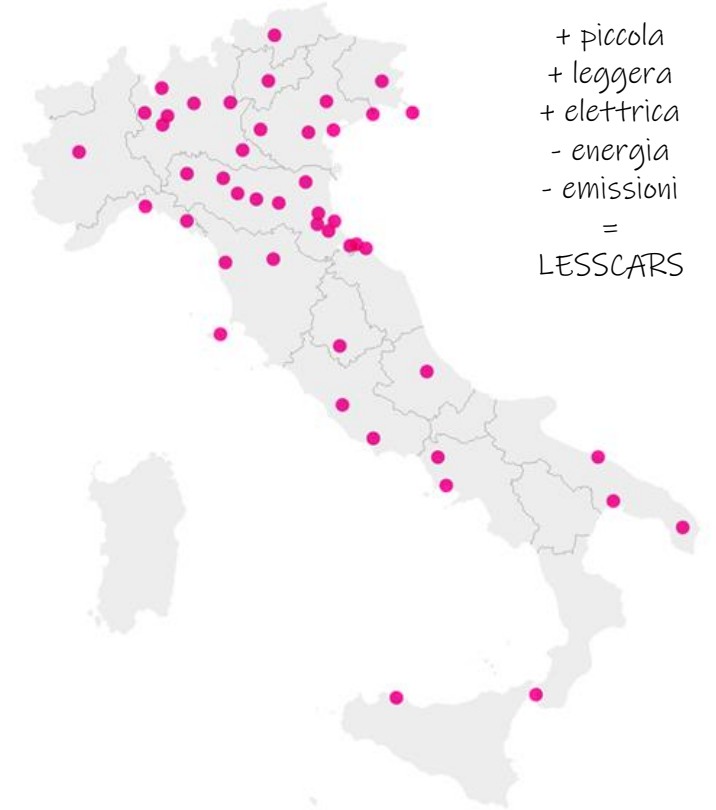 + piccola
+ leggera
+ elettrica
- energia
- emissioni
=
LESSCARS